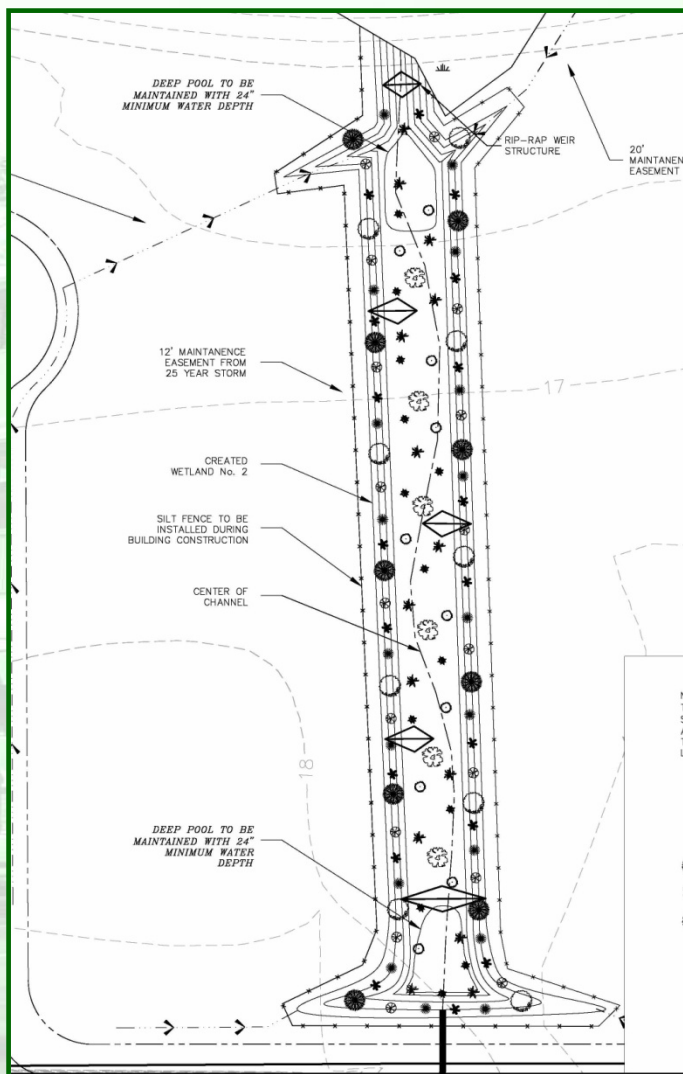 DEEP POOL TO BE
MAINTAINED WITH 24"
MINIMUM WATER DEPTH
RIP-RAP WEIR
STRUCTURE
20'
MAINTANEN
EASEMENT
12' MAINTANENCE
EASEMENT FROM
25 YEAR STORM
17
CREATED
WETLAND No. 2
SILT FENCE TO BE
INSTALLED DURING
BUILDING CONSTRUCTION
CENTER OF
CHANNEL
18
DEEP POOL TO BE
MAINTAINED WITH 24"
MINIMUM WATER
DEPTH